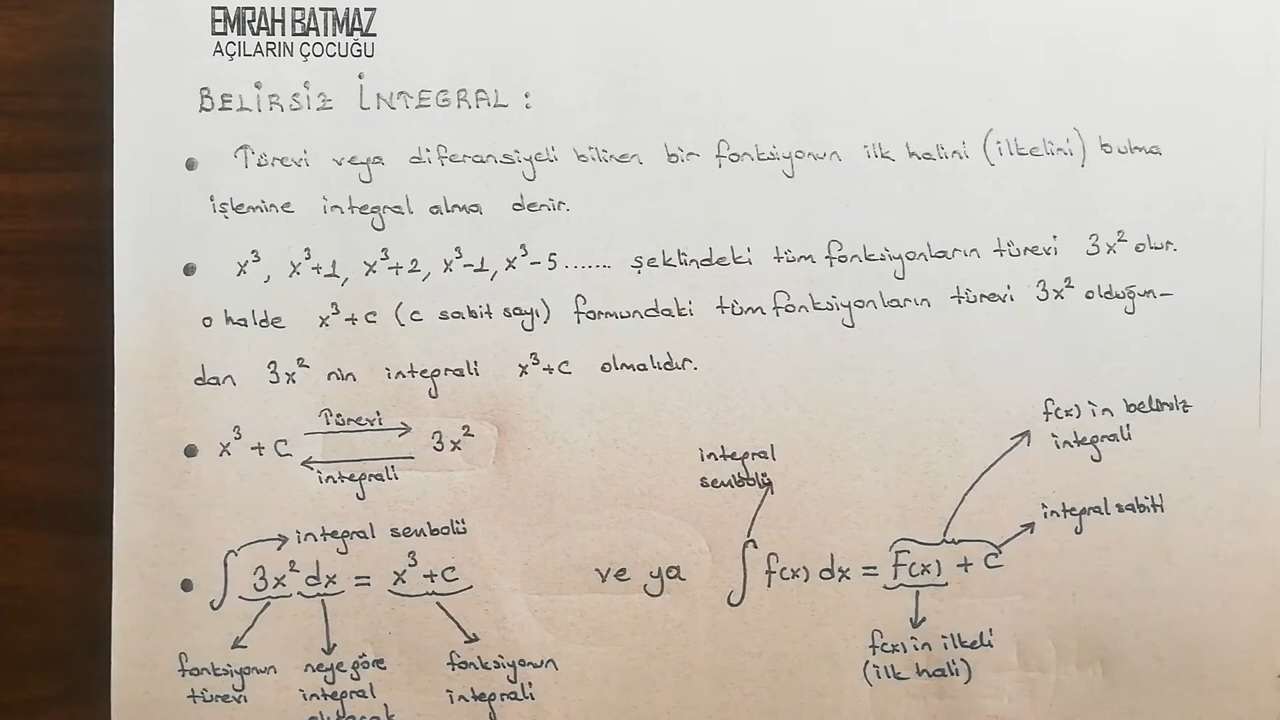 EMRAH BATMAZ
AÇILARIN ÇOCUĞU
BELİRSİZ İNTEGRAL :
• Türevi veya diferansiyeli bilinen bir fonksiyonun ilk halini (ilkelini) bulma
işlemine integral alma denir.
• x³, x³+1, x³+2, x³-1, x³-5....... şeklindeki tüm fonksiyonların türevi 3x² olur.
o halde x³+c (c sabit sayı) formundaki tüm fonksiyonların türevi 3x² olduğun-
dan 3x² nin integrali x³+c olmalıdır.
• x³ + C Türevi 3x²
integrali
f(x) in belirsiz
integrali
integral
senbolü
integral sabiti
integral senbolü
• ∫ 3x² dx = x³+c ve ya ∫ f(x) dx = F(x) + C
fonksiyonun
türevi
neye göre
integral
fonksiyonun
integrali
f(x) in ilkeli
(ilk hali)